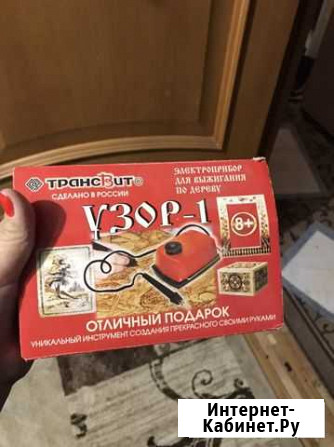 ТРАНСВИТ
СДЕЛАНО В РОССИИ
ЭЛЕКТРОПРИБОР
ДЛЯ ВЫЖИГАНИЯ
ПО ДЕРЕВУ
УЗОР-1
8+
ОТЛИЧНЫЙ ПОДАРОК
УНИКАЛЬНЫЙ ИНСТРУМЕНТ СОЗДАНИЯ ПРЕКРАСНОГО СВОИМИ РУКАМИ
Интернет-
Кабинет.Ру